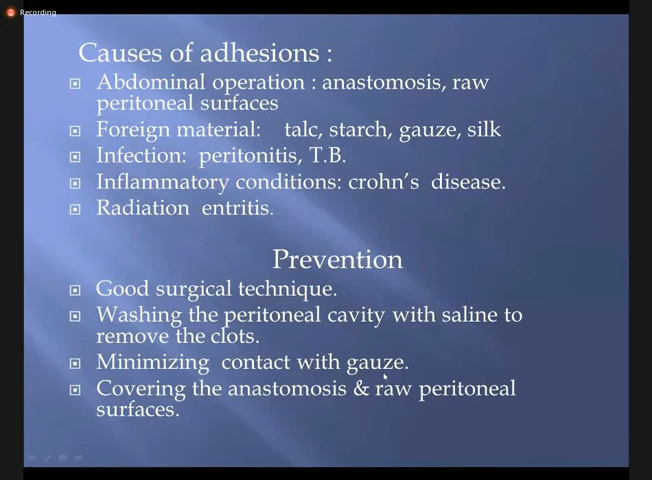 Recording
Causes of adhesions :
Abdominal operation : anastomosis, raw
peritoneal surfaces
Foreign material: talc, starch, gauze, silk
Infection: peritonitis, T.B.
Inflammatory conditions: crohn's disease.
Radiation entritis.
Prevention
Good surgical technique.
Washing the peritoneal cavity with saline to
remove the clots.
Minimizing contact with gauze.
Covering the anastomosis & raw peritoneal
surfaces.